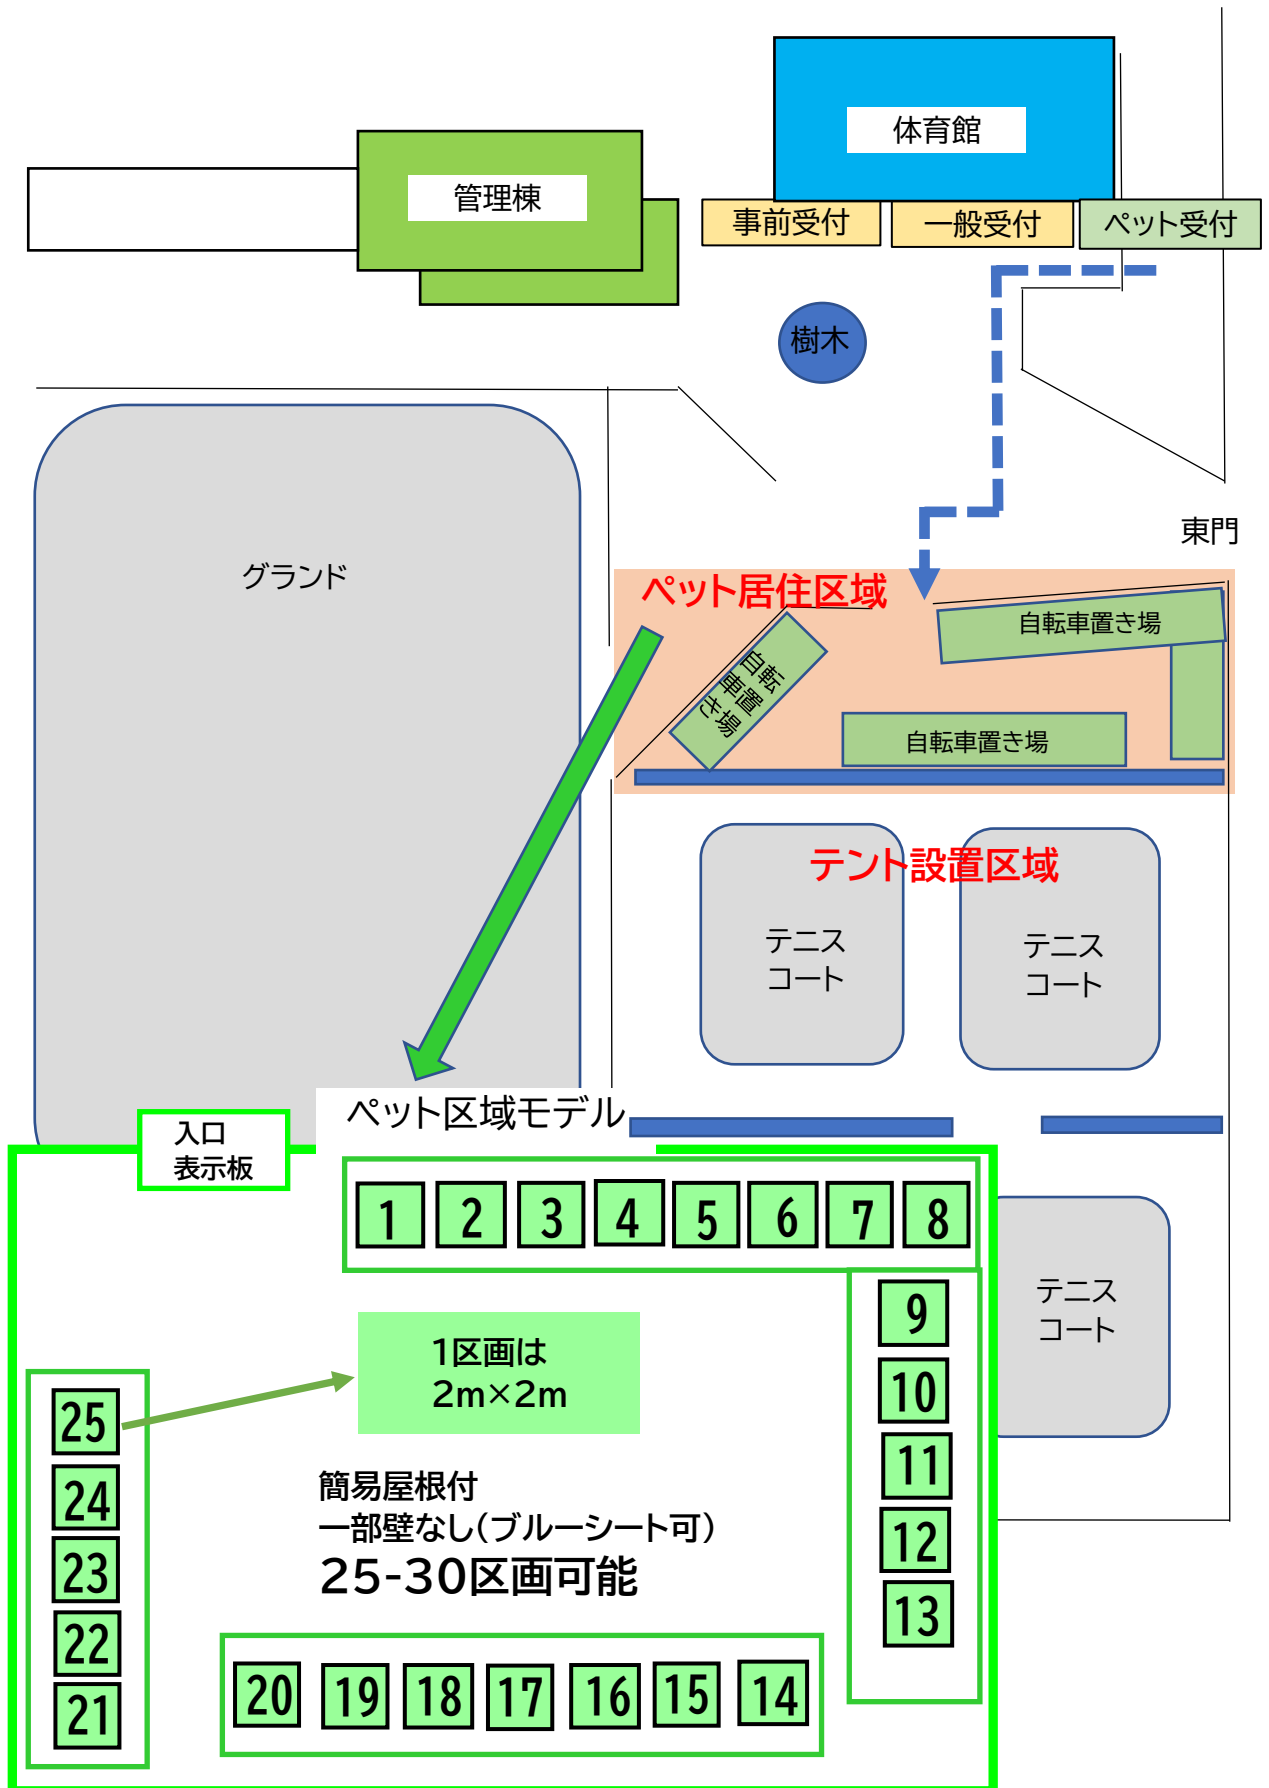 体育館
管理棟
事前受付
一般受付
ペット受付
樹木
東門
グランド
ペット居住区域
自転車置き場
自転
車置
き場
自転車置き場
テント設置区域
テニス
コート
テニス
コート
ペット区域モデル
入口
表示板
1
2
3
4
5
6
7
8
9
10
11
12
13
テニス
コート
1区画は
2m×2m
25
24
23
22
21
簡易屋根付
一部壁なし(ブルーシート可)
25-30区画可能
20
19
18
17
16
15
14